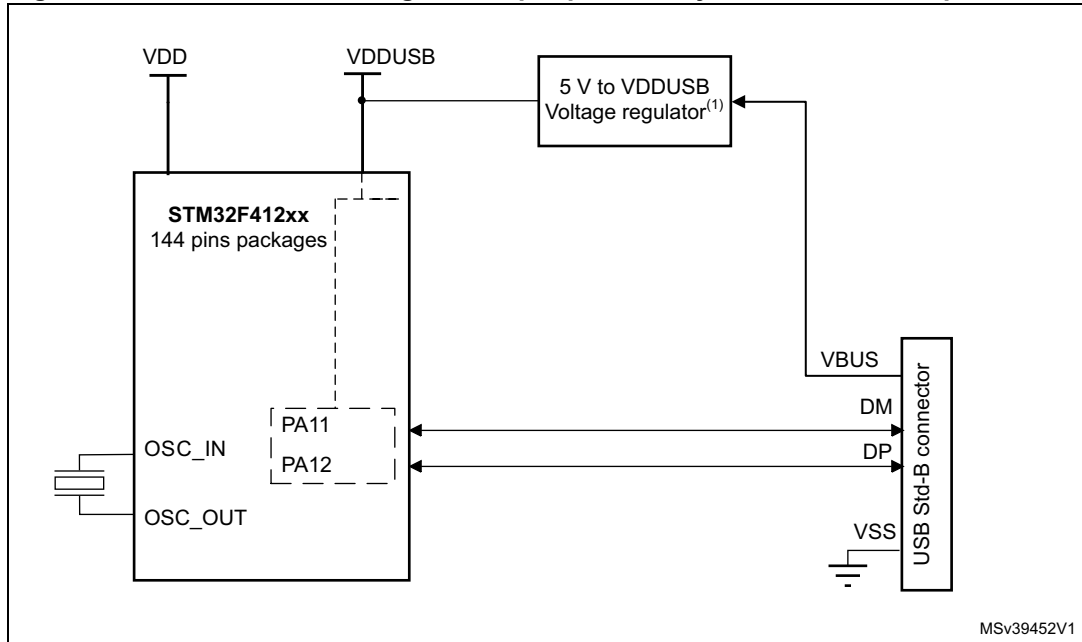 VDD
VDDUSB
5 V to VDDUSB
Voltage regulator(1)
STM32F412xx
144 pins packages
VBUS
DM
DP
VSS
USB Std-B connector
PA11
PA12
OSC_IN
OSC_OUT
MSv39452V1